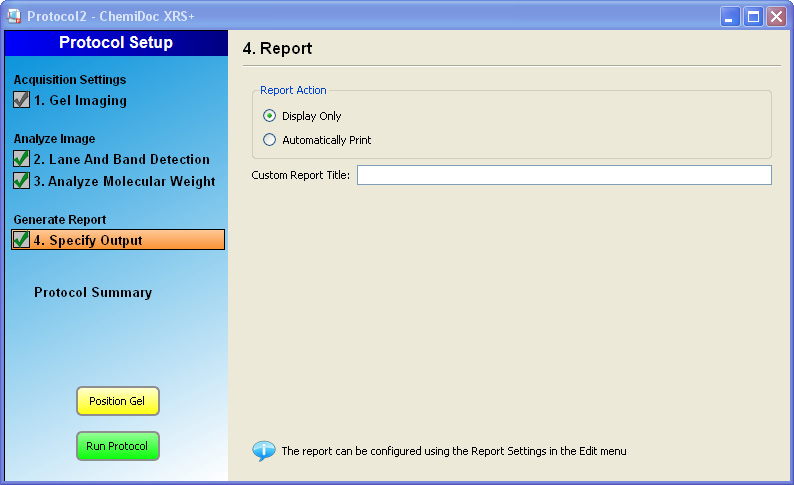 Protocol2 - ChemiDoc XRS+
Protocol Setup
Acquisition Settings
1. Gel Imaging
Analyze Image
2. Lane And Band Detection
3. Analyze Molecular Weight
Generate Report
4. Specify Output
Protocol Summary
Position Gel
Run Protocol
4. Report
Report Action
Display Only
Automatically Print
Custom Report Title:
The report can be configured using the Report Settings in the Edit menu